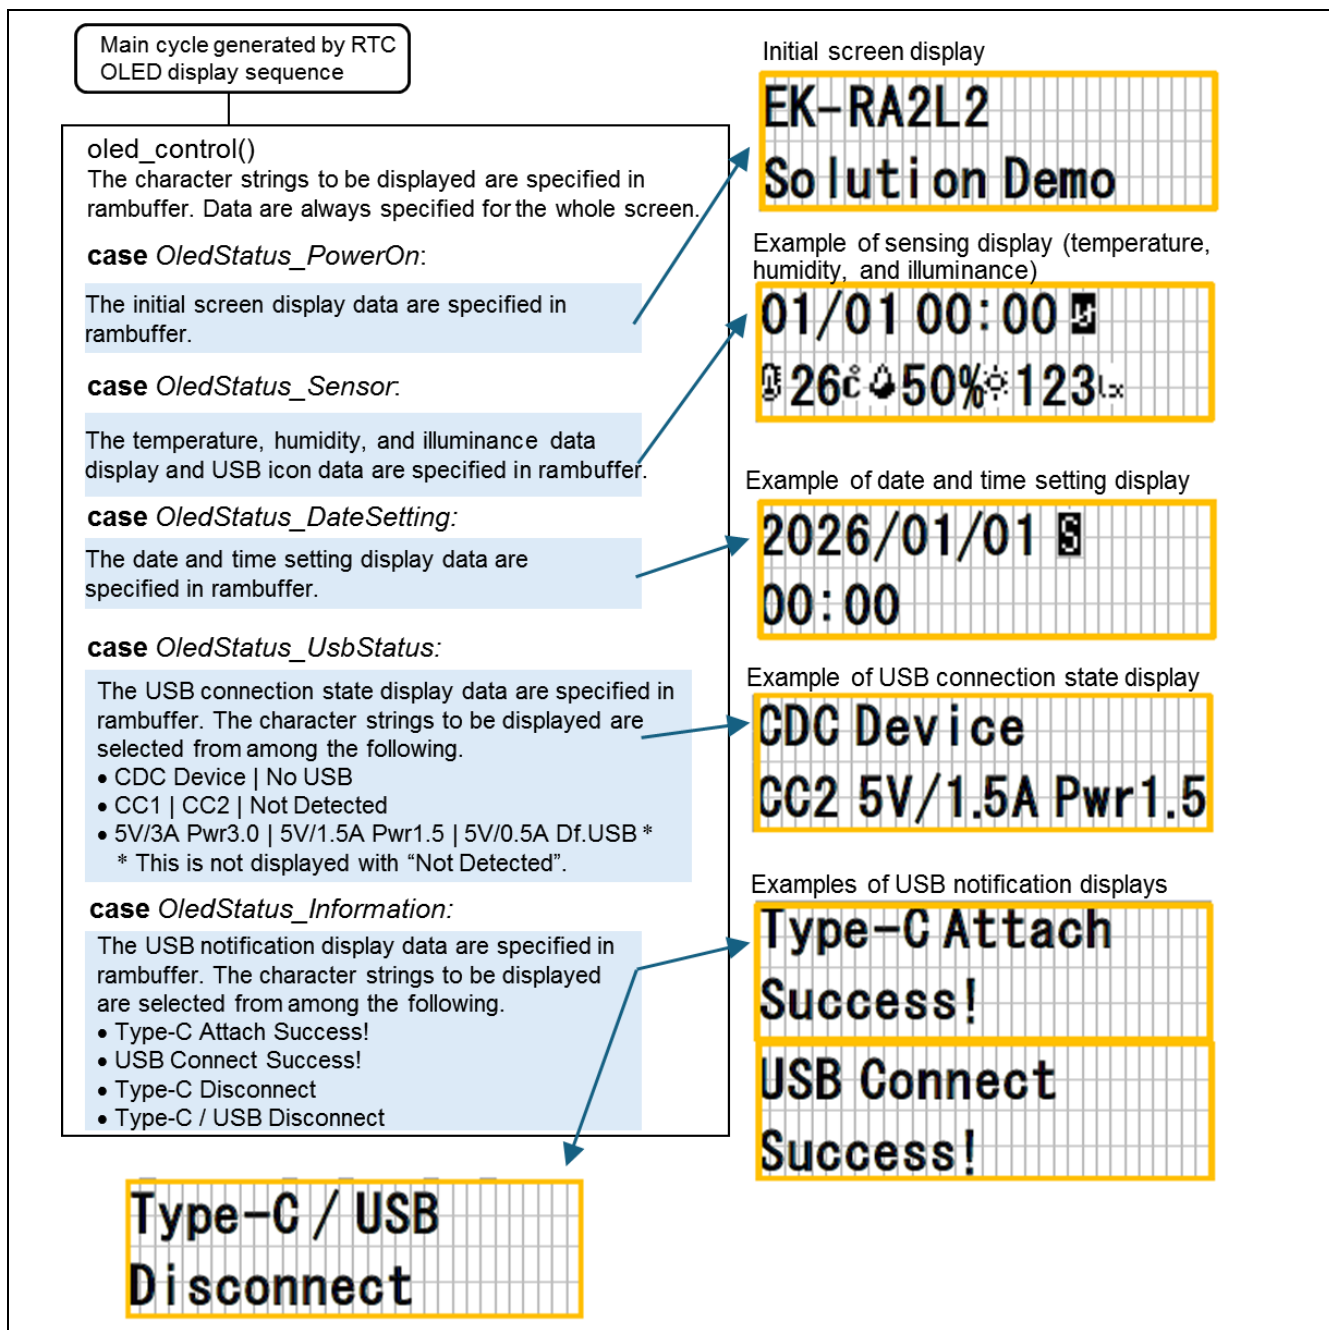 Main cycle generated by RTC
OLED display sequence
oled_control()
The character strings to be displayed are specified in
rambuffer. Data are always specified for the whole screen.
case OledStatus_PowerOn:
The initial screen display data are specified in
rambuffer.
case OledStatus_Sensor:
The temperature, humidity, and illuminance data
display and USB icon data are specified in rambuffer.
case OledStatus_DateSetting:
The date and time setting display data are
specified in rambuffer.
case OledStatus_UsbStatus:
The USB connection state display data are specified in
rambuffer. The character strings to be displayed are
selected from among the following.
• CDC Device | No USB
• CC1 | CC2 | Not Detected
• 5V/3A Pwr3.0 | 5V/1.5A Pwr1.5 | 5V/0.5A Df.USB *
* This is not displayed with “Not Detected”.
case OledStatus_Information:
The USB notification display data are specified in
rambuffer. The character strings to be displayed
are selected from among the following.
• Type-C Attach Success!
• USB Connect Success!
• Type-C Disconnect
• Type-C / USB Disconnect
Initial screen display
EK-RA2L2
Solution Demo
Example of sensing display (temperature,
humidity, and illuminance)
01/01 00:00
26℃ 50% 123lx
Example of date and time setting display
2026/01/01 S
00:00
Example of USB connection state display
CDC Device
CC2 5V/1.5A Pwr1.5
Examples of USB notification displays
Type-C Attach
Success!
USB Connect
Success!
Type-C / USB
Disconnect